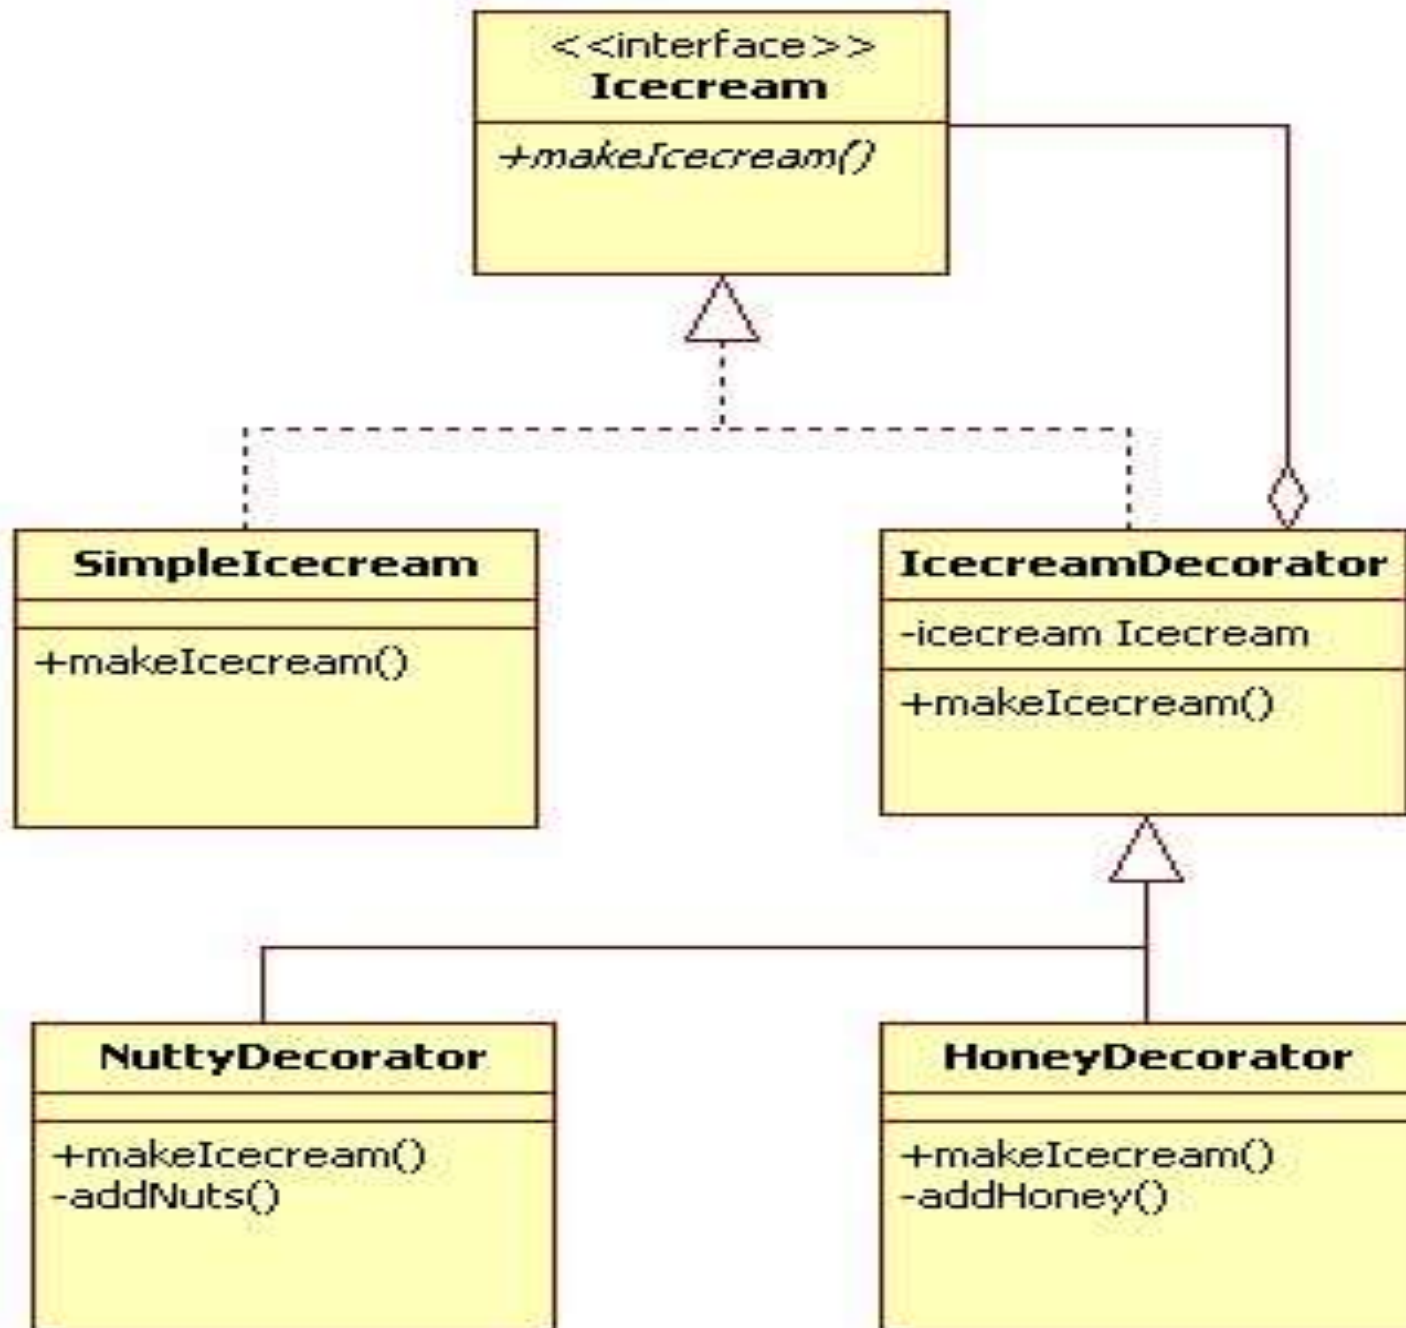 <<interface>>
Icecream
+makeIcecream()
SimpleIcecream
+makeIcecream()
IcecreamDecorator
-icecream Icecream
+makeIcecream()
NuttyDecorator
+makeIcecream()
-addNuts()
HoneyDecorator
+makeIcecream()
-addHoney()